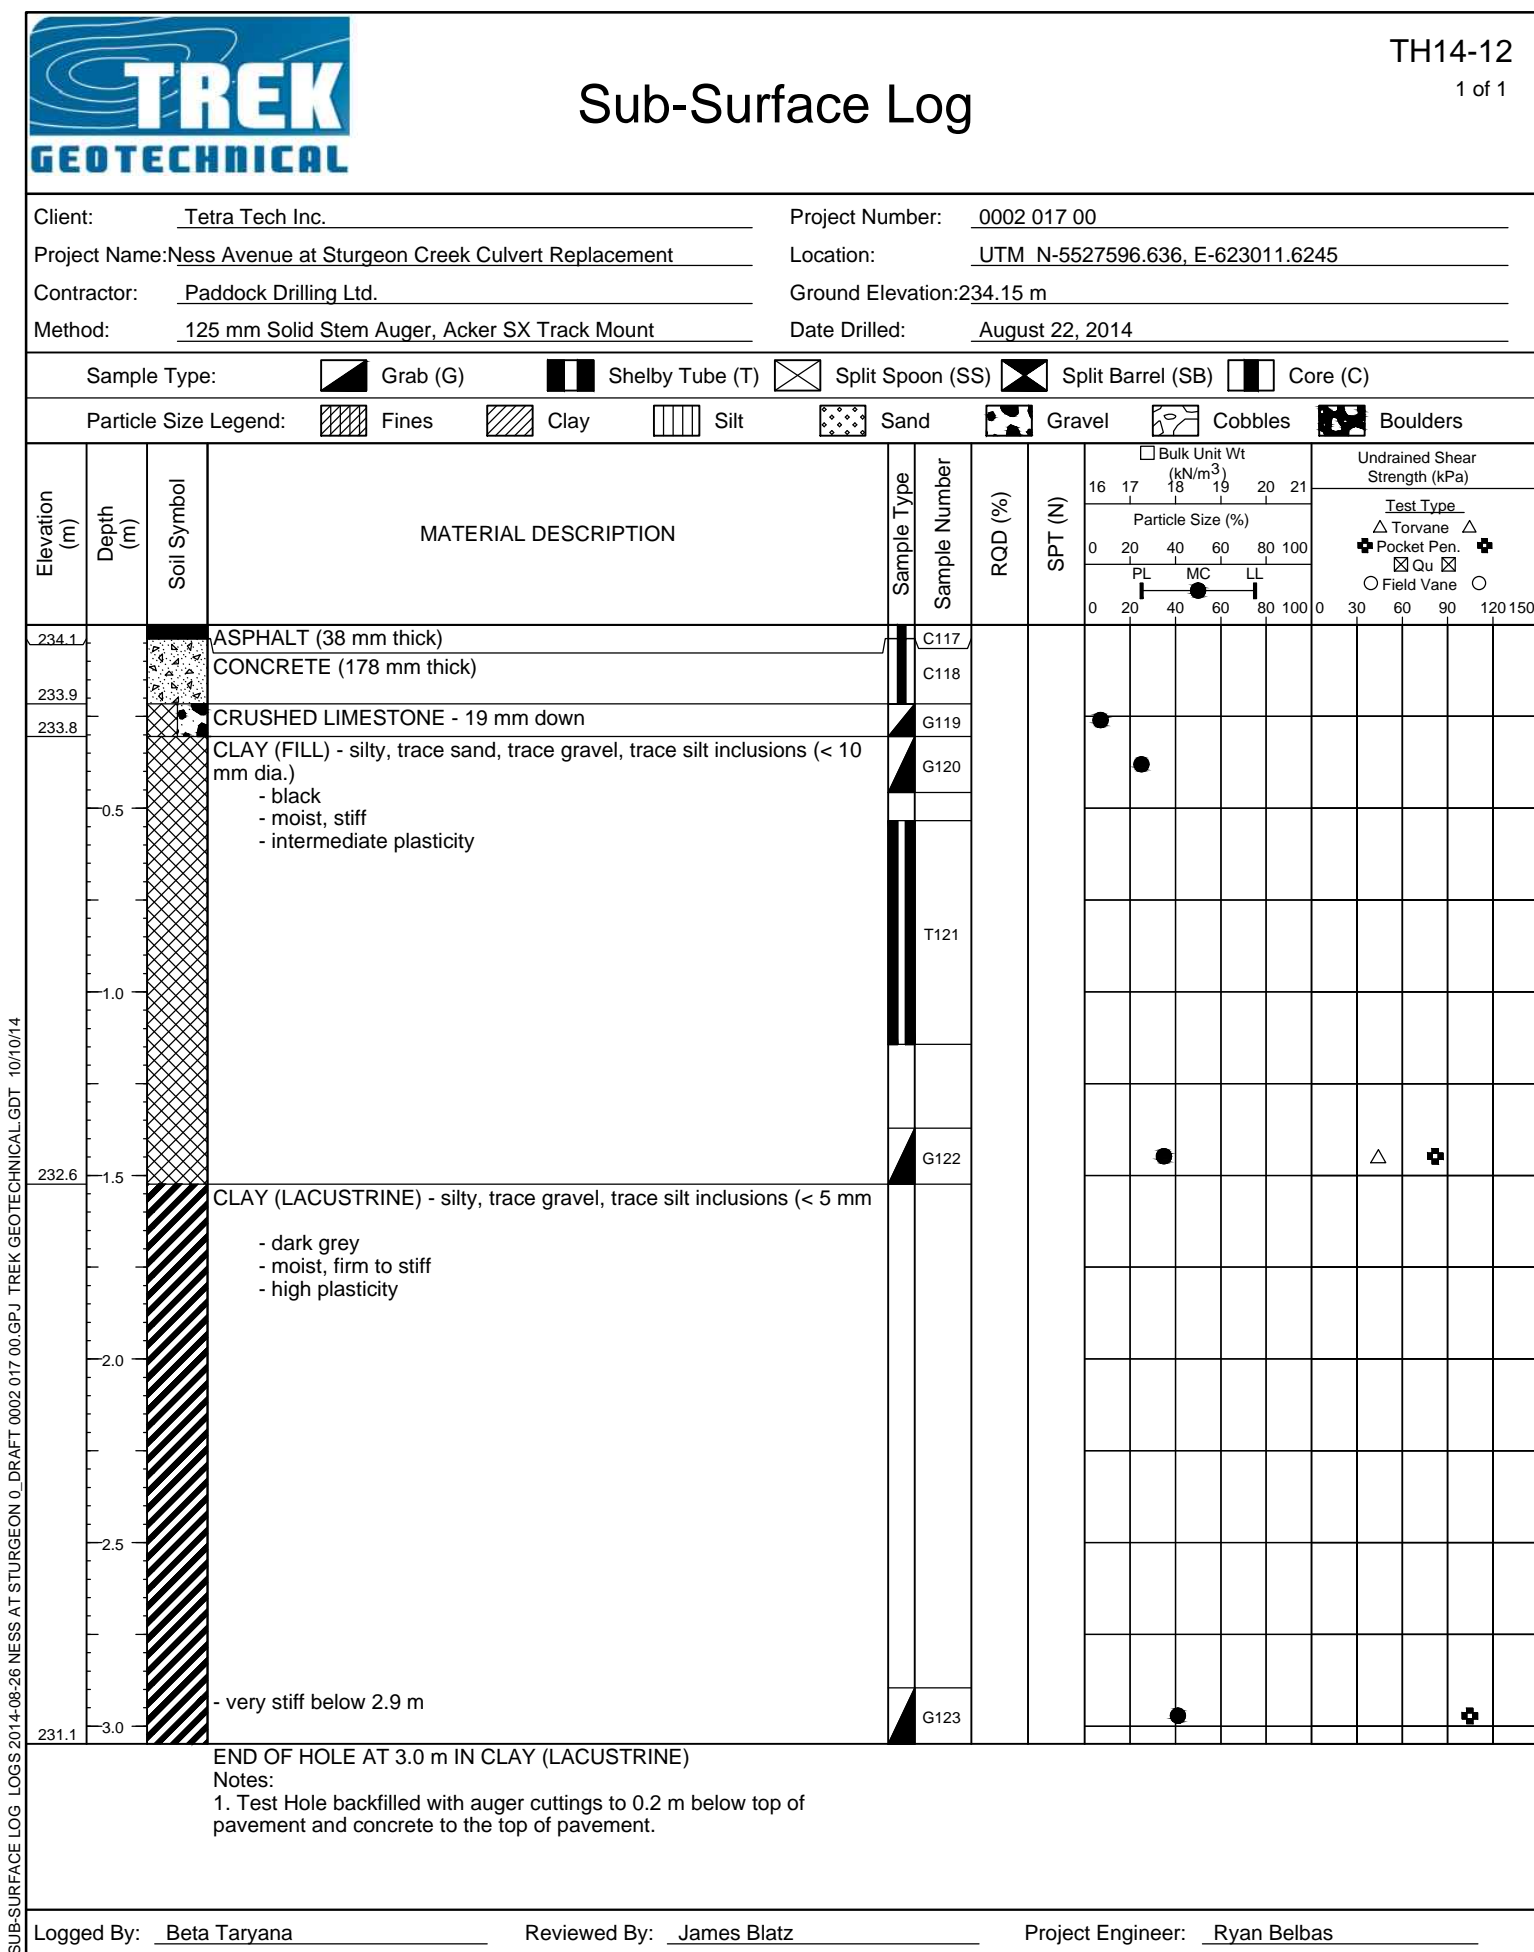 TREK
GEOTECHNICAL
Sub-Surface Log
TH14-12
1 of 1
Client: Tetra Tech Inc. Project Number: 0002 017 00
Project Name: Ness Avenue at Sturgeon Creek Culvert Replacement Location: UTM N-5527596.636, E-623011.6245
Contractor: Paddock Drilling Ltd. Ground Elevation: 234.15 m
Method: 125 mm Solid Stem Auger, Acker SX Track Mount Date Drilled: August 22, 2014
Sample Type: Grab (G) Shelby Tube (T) Split Spoon (SS) Split Barrel (SB) Core (C)
Particle Size Legend: Fines Clay Silt Sand Gravel Cobbles Boulders
Elevation (m)
Depth (m)
Soil Symbol
MATERIAL DESCRIPTION
Sample Type
Sample Number
RQD (%)
SPT (N)
Bulk Unit Wt
(kN/m3)
16 17 18 19 20 21
Particle Size (%)
0 20 40 60 80 100
PL MC LL
0 20 40 60 80 100
Undrained Shear
Strength (kPa)
Test Type
Torvane
Pocket Pen.
Qu
Field Vane
0 30 60 90 120 150
234.1 ASPHALT (38 mm thick) C117
CONCRETE (178 mm thick) C118
233.9
CRUSHED LIMESTONE - 19 mm down G119
233.8
CLAY (FILL) - silty, trace sand, trace gravel, trace silt inclusions (< 10
mm dia.) G120
- black
0.5 - moist, stiff
- intermediate plasticity
T121
1.0
G122
232.6 1.5
CLAY (LACUSTRINE) - silty, trace gravel, trace silt inclusions (< 5 mm
- dark grey
- moist, firm to stiff
- high plasticity
2.0
2.5
- very stiff below 2.9 m
G123
231.1 3.0
END OF HOLE AT 3.0 m IN CLAY (LACUSTRINE)
Notes:
1. Test Hole backfilled with auger cuttings to 0.2 m below top of
pavement and concrete to the top of pavement.
SUB-SURFACE LOG LOGS 2014-08-26 NESS AT STURGEON 0_DRAFT 0002 017 00.GPJ TREK GEOTECHNICAL.GDT 10/10/14
Logged By: Beta Taryana Reviewed By: James Blatz Project Engineer: Ryan Belbas